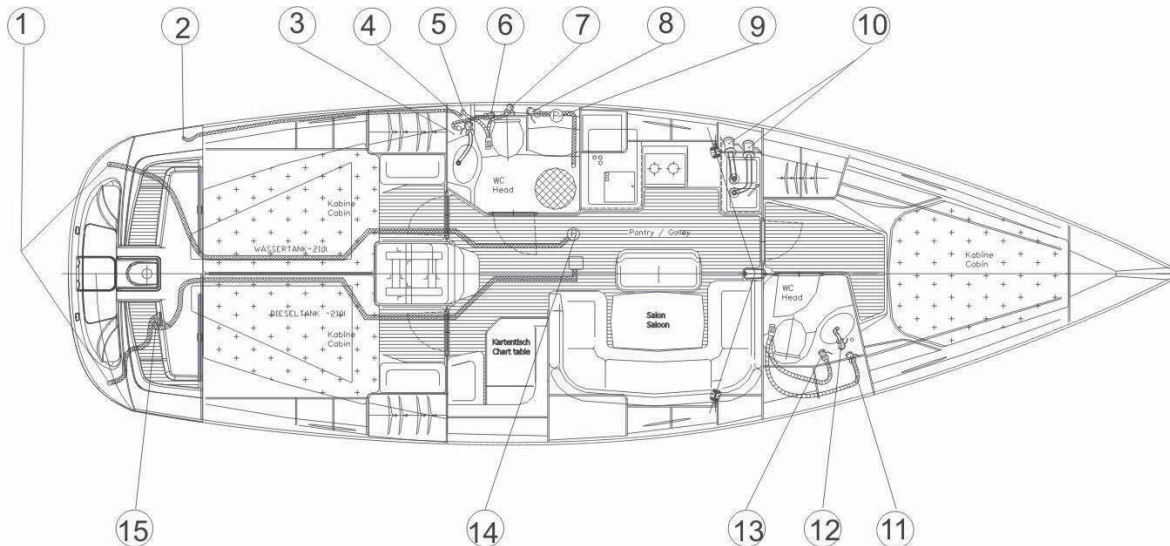 1
2
3
4
5
6
7
8
9
10
Kabine
Cabin
WC
Head
WASSERTANK-210l
Pantry / Galley
Kabine
Cabin
DIESELTANK -210l
Kabine
Cabin
Kartentisch
Chart table
Salon
Saloon
WC
Head
15
14
13
12
11